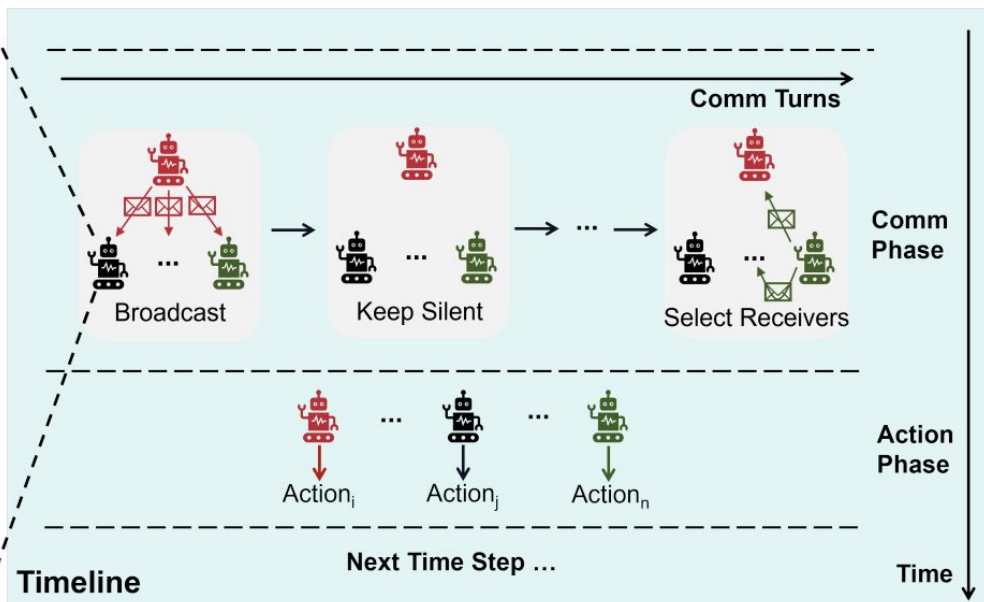 Comm Turns
...
...
...
...
Broadcast
Keep Silent
Select Receivers
Comm
Phase
...
...
Action
Phase
Actionᵢ
Actionⱼ
Actionₙ
Next Time Step ...
Timeline
Time